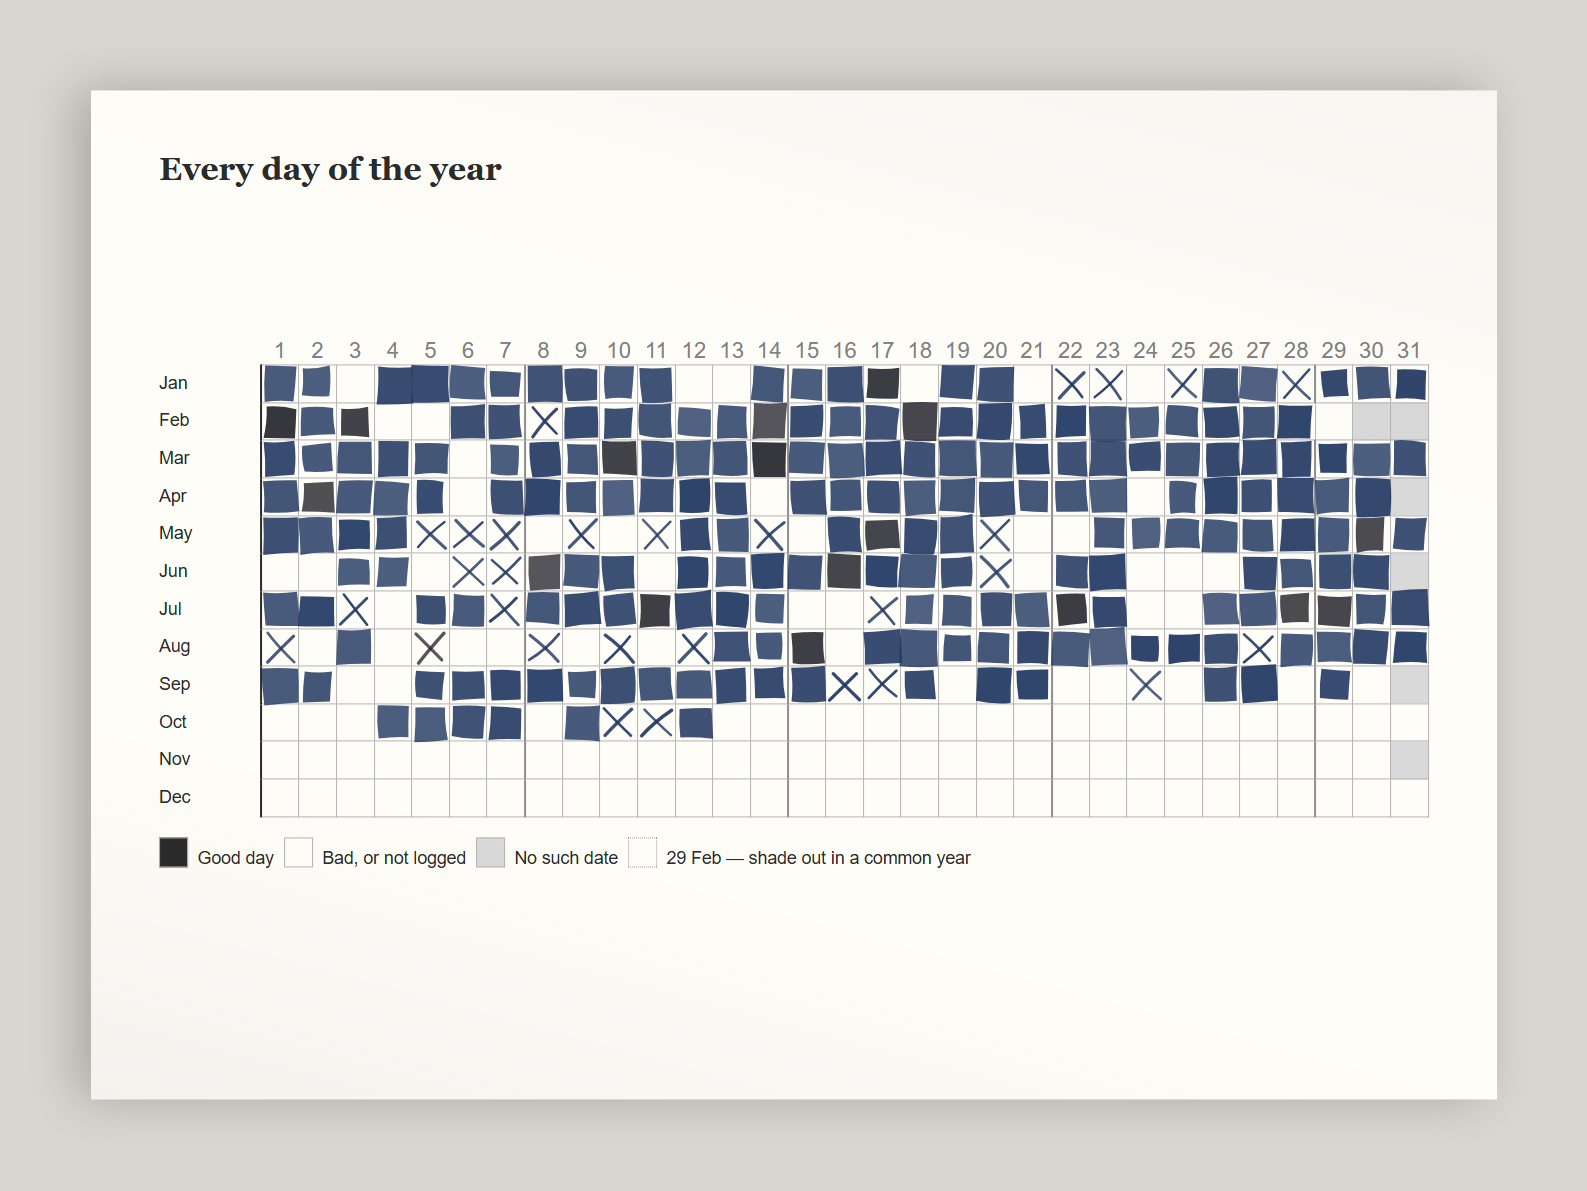 Every day of the year
1 2 3 4 5 6 7 8 9 10 11 12 13 14 15 16 17 18 19 20 21 22 23 24 25 26 27 28 29 30 31
Jan
Feb
Mar
Apr
May
Jun
Jul
Aug
Sep
Oct
Nov
Dec
Good day Bad, or not logged No such date 29 Feb — shade out in a common year